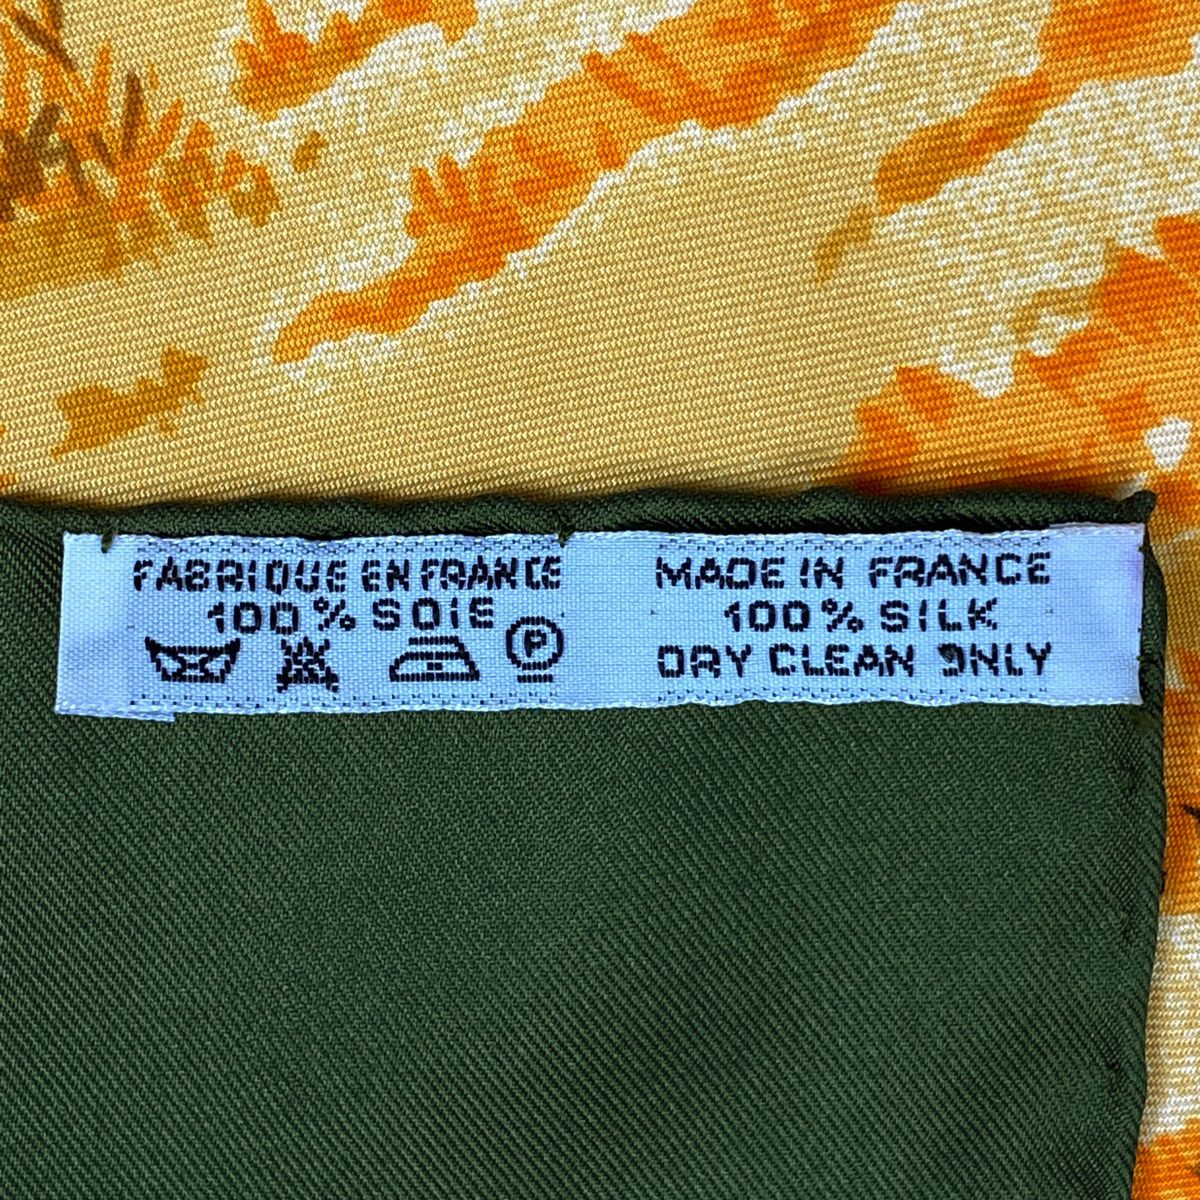 FABRIQUE EN FRANCE
100% SOIE
P
MADE IN FRANCE
100% SILK
DRY CLEAN ONLY